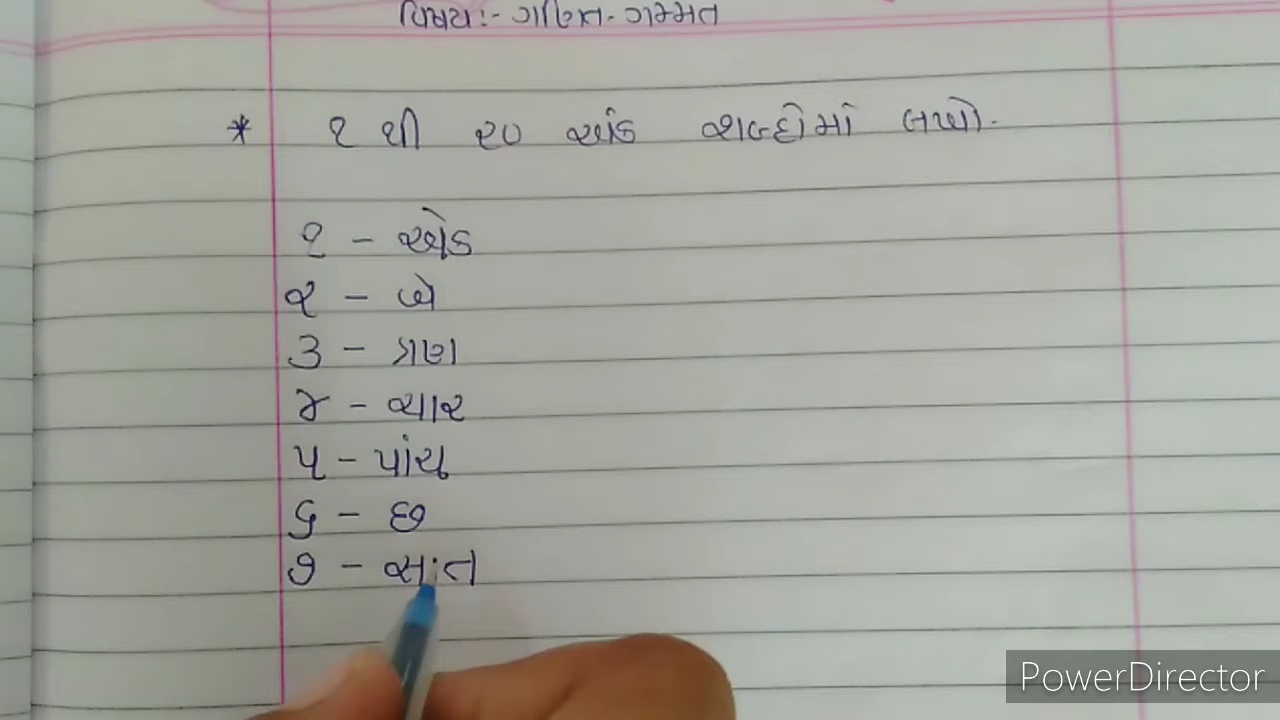 વિષય :- ગણિત-ગમ્મત
* ૧ થી ૨૦ અંક શબ્દોમાં લખો.
૧ - એક
૨ - બે
૩ - ત્રણ
૪ - ચાર
૫ - પાંચ
૬ - છ
૭ - સાત
PowerDirector